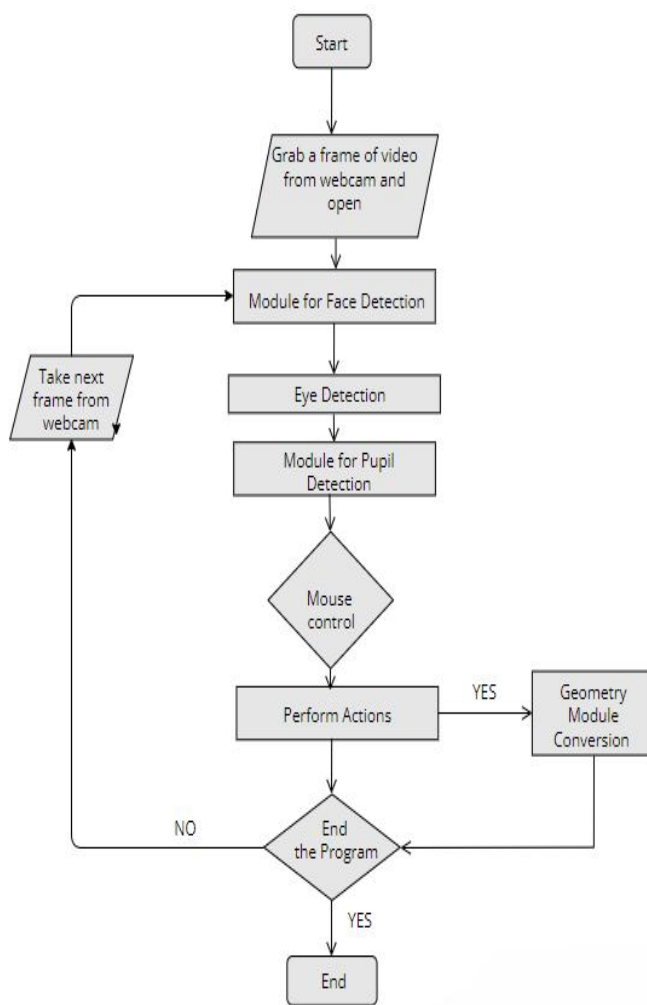 Start
Grab a frame of video
from webcam and
open
Module for Face Detection
Take next
frame from
webcam
Eye Detection
Module for Pupil
Detection
Mouse
control
Perform Actions
YES
Geometry
Module
Conversion
NO
End
the Program
YES
End